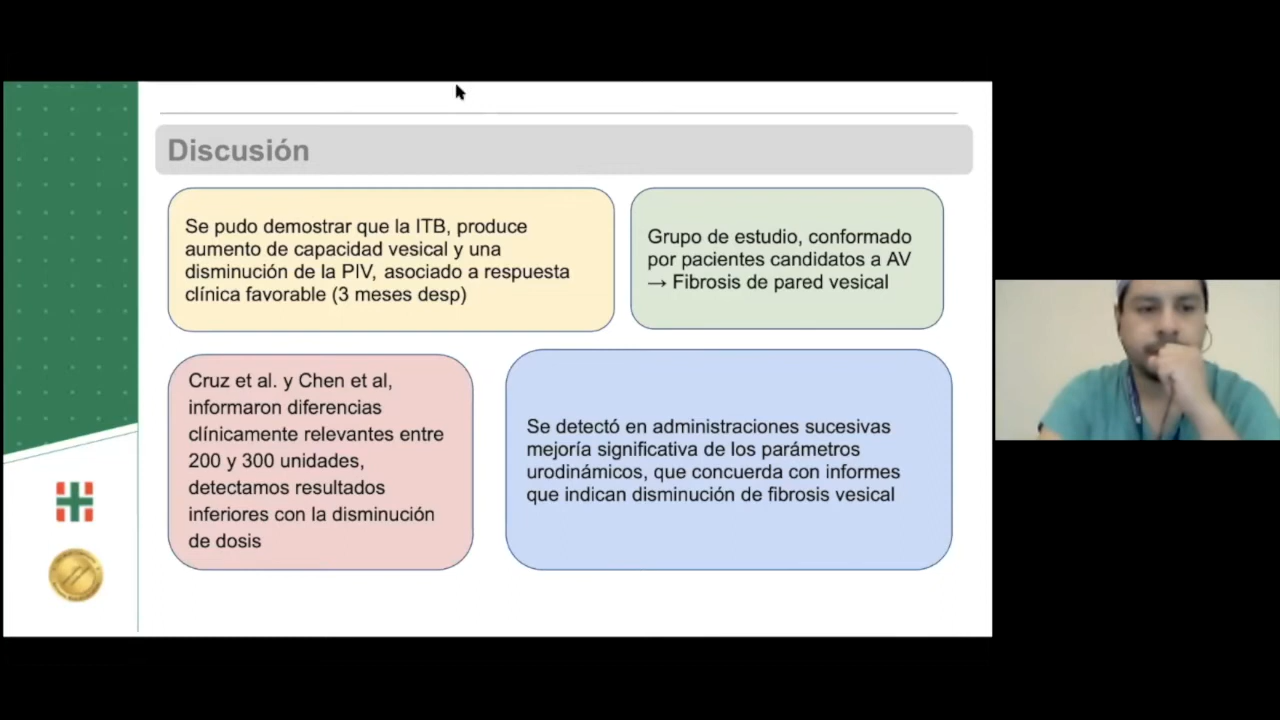 Discusión
Se pudo demostrar que la ITB, produce
aumento de capacidad vesical y una
disminución de la PIV, asociado a respuesta
clínica favorable (3 meses desp)
Grupo de estudio, conformado
por pacientes candidatos a AV
→ Fibrosis de pared vesical
Cruz et al. y Chen et al,
informaron diferencias
clínicamente relevantes entre
200 y 300 unidades,
detectamos resultados
inferiores con la disminución
de dosis
Se detectó en administraciones sucesivas
mejoría significativa de los parámetros
urodinámicos, que concuerda con informes
que indican disminución de fibrosis vesical